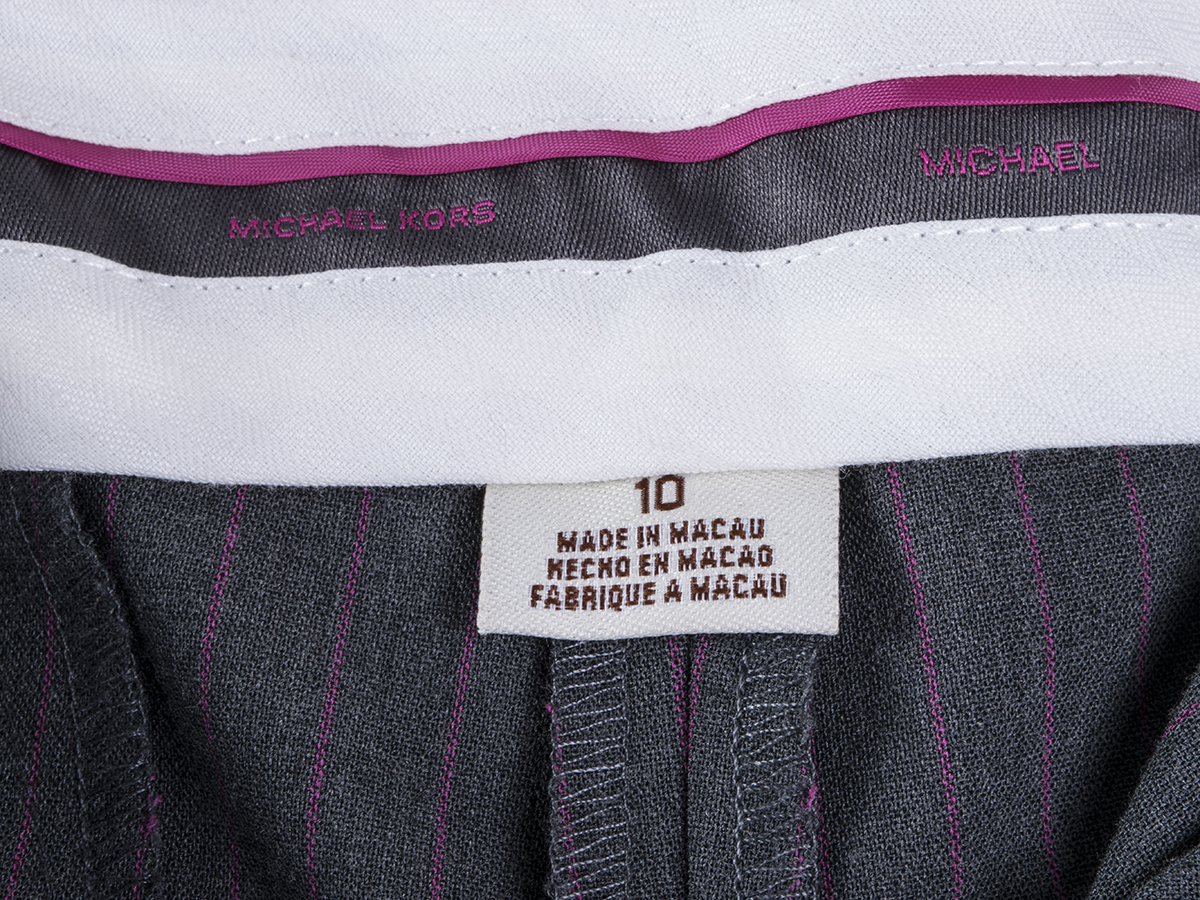 MICHAEL KORS
MICHAEL
10
MADE IN MACAU
HECHO EN MACAO
FABRIQUE A MACAU